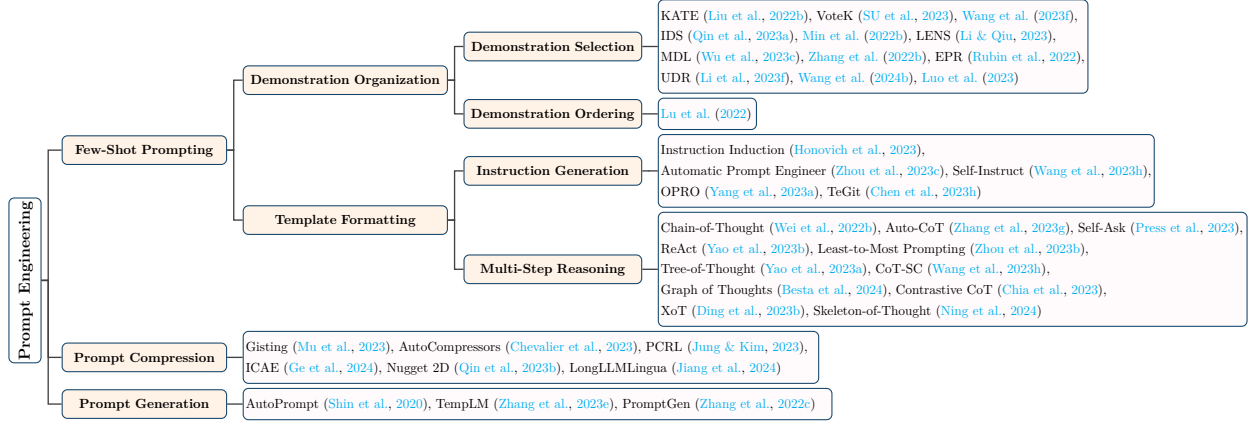 Prompt Engineering
Few-Shot Prompting
Demonstration Organization
Demonstration Selection
KATE (Liu et al., 2022b), VoteK (SU et al., 2023), Wang et al. (2023f),
IDS (Qin et al., 2023a), Min et al. (2022b), LENS (Li & Qiu, 2023),
MDL (Wu et al., 2023c), Zhang et al. (2022b), EPR (Rubin et al., 2022),
UDR (Li et al., 2023f), Wang et al. (2024b), Luo et al. (2023)
Demonstration Ordering
Lu et al. (2022)
Template Formatting
Instruction Generation
Instruction Induction (Honovich et al., 2023),
Automatic Prompt Engineer (Zhou et al., 2023c), Self-Instruct (Wang et al., 2023h),
OPRO (Yang et al., 2023a), TeGit (Chen et al., 2023h)
Multi-Step Reasoning
Chain-of-Thought (Wei et al., 2022b), Auto-CoT (Zhang et al., 2023g), Self-Ask (Press et al., 2023),
ReAct (Yao et al., 2023b), Least-to-Most Prompting (Zhou et al., 2023b),
Tree-of-Thought (Yao et al., 2023a), CoT-SC (Wang et al., 2023h),
Graph of Thoughts (Besta et al., 2024), Contrastive CoT (Chia et al., 2023),
XoT (Ding et al., 2023b), Skeleton-of-Thought (Ning et al., 2024)
Prompt Compression
Gisting (Mu et al., 2023), AutoCompressors (Chevalier et al., 2023), PCRL (Jung & Kim, 2023),
ICAE (Ge et al., 2024), Nugget 2D (Qin et al., 2023b), LongLLMLingua (Jiang et al., 2024)
Prompt Generation
AutoPrompt (Shin et al., 2020), TempLM (Zhang et al., 2023e), PromptGen (Zhang et al., 2022c)